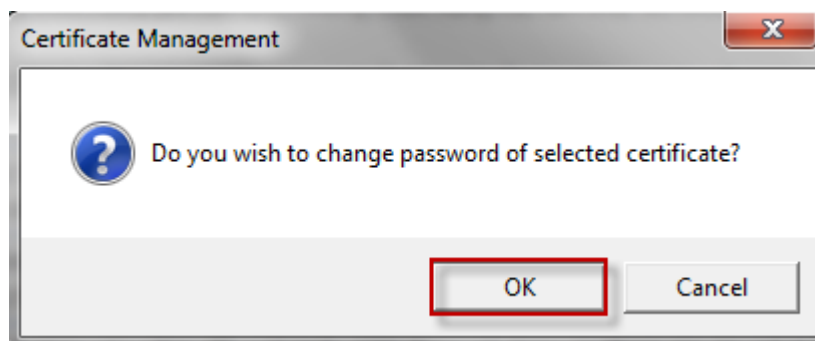 Certificate Management
Do you wish to change password of selected certificate?
OK
Cancel